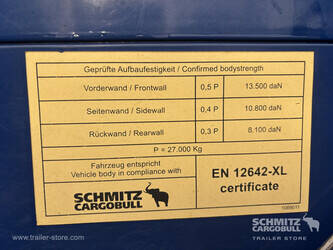 Geprüfte Aufbaufestigkeit / Confirmed bodystrength
Vorderwand / Frontwall 0,5 P 13.500 daN
Seitenwand / Sidewall 0,4 P 10.800 daN
Rückwand / Rearwall 0,3 P 8.100 daN
P = 27.000 Kg
Fahrzeug entspricht
Vehicle body in compliance with
EN 12642-XL
certificate
SCHMITZ
CARGOBULL
www.trailer-store.com
TRAILER STORE